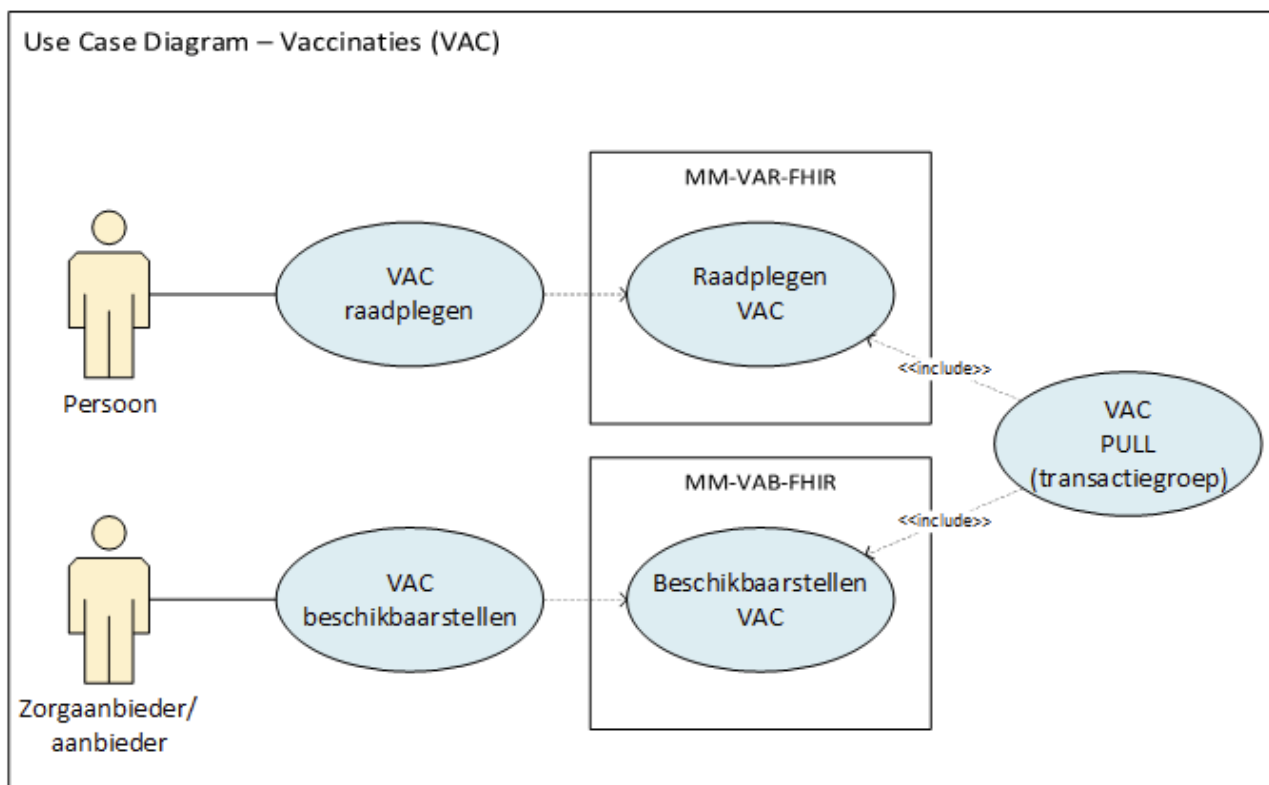 Use Case Diagram – Vaccinaties (VAC)
MM-VAR-FHIR
VAC
raadplegen
Raadplegen
VAC
<<include>>
Persoon
VAC
PULL
(transactiegroep)
MM-VAB-FHIR
<<include>>
VAC
beschikbaarstellen
Beschikbaarstellen
VAC
Zorgaanbieder/
aanbieder